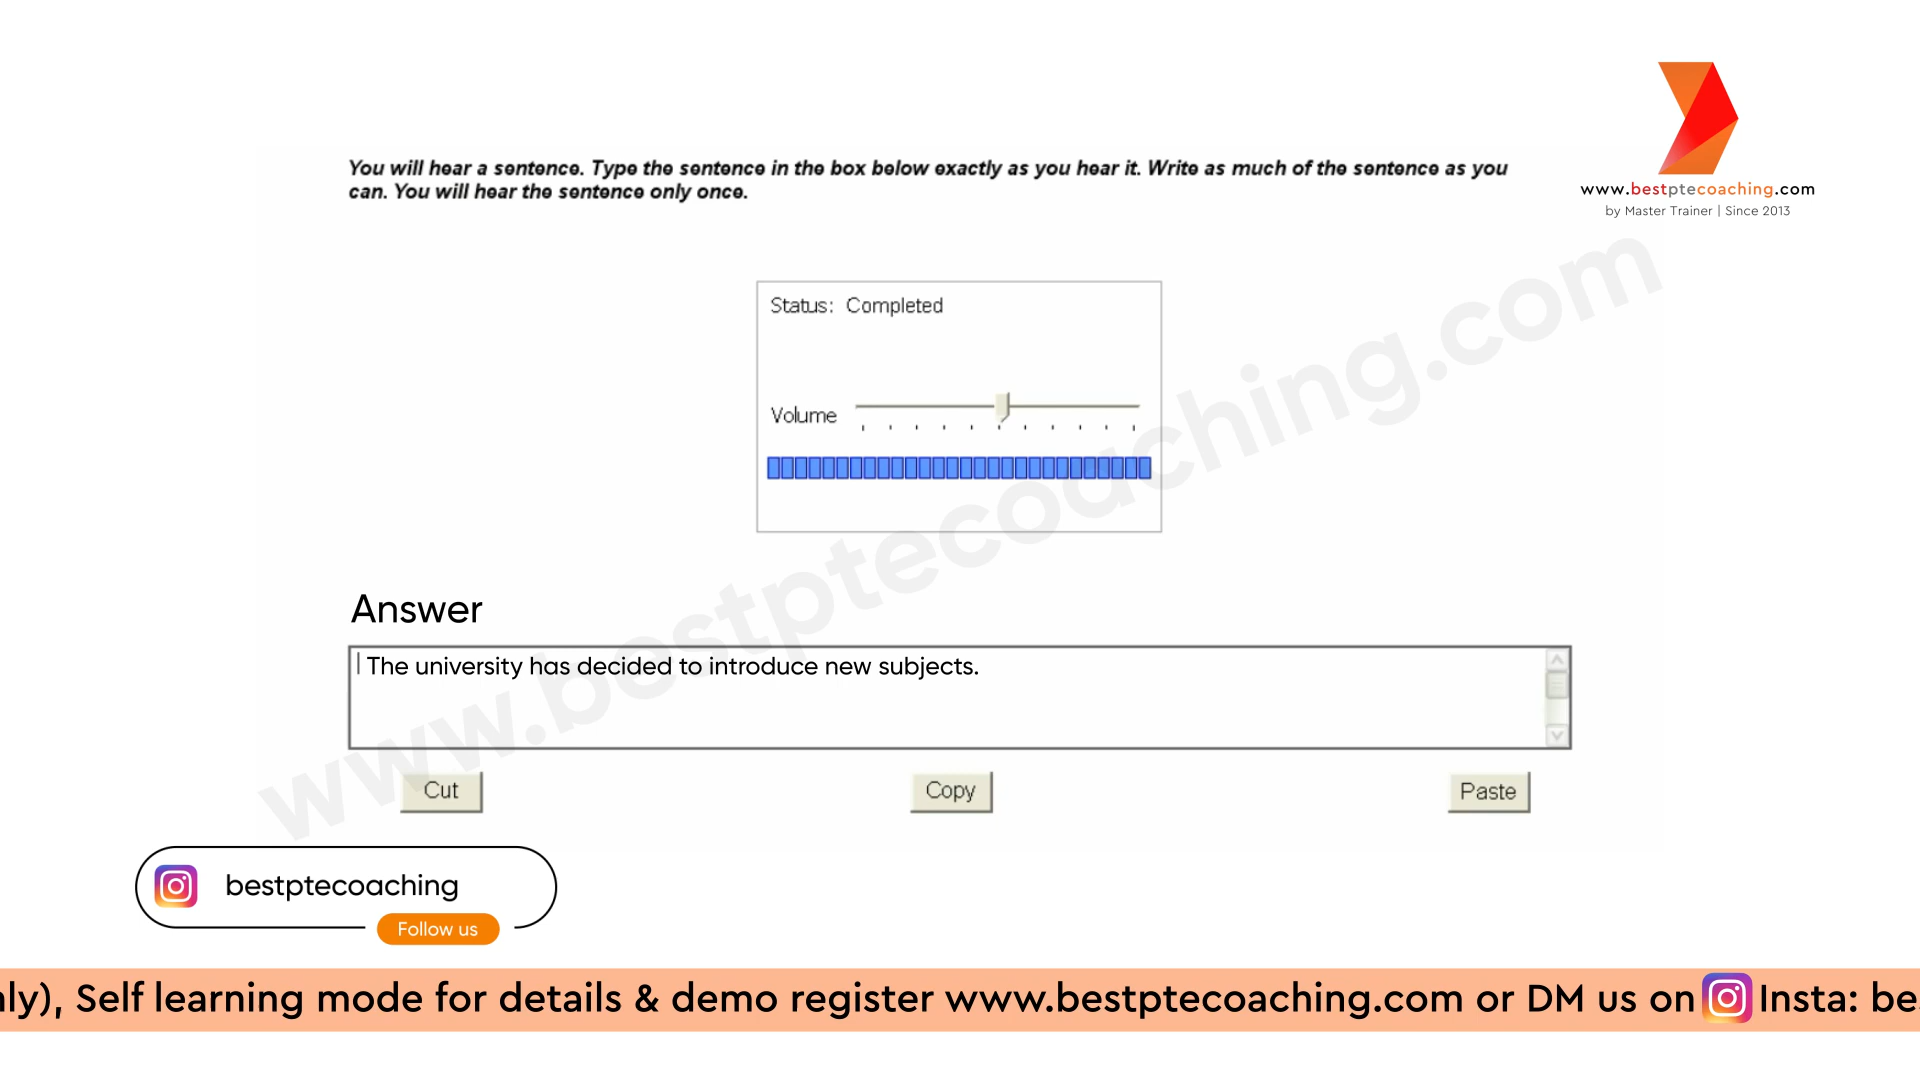 www.bestptecoaching.com
by Master Trainer | Since 2013
You will hear a sentence. Type the sentence in the box below exactly as you hear it. Write as much of the sentence as you
can. You will hear the sentence only once.
Status: Completed
Volume
www.bestptecoaching.com
Answer
The university has decided to introduce new subjects.
Cut
Copy
Paste
bestptecoaching
Follow us
nly), Self learning mode for details & demo register www.bestptecoaching.com or DM us on Insta: be